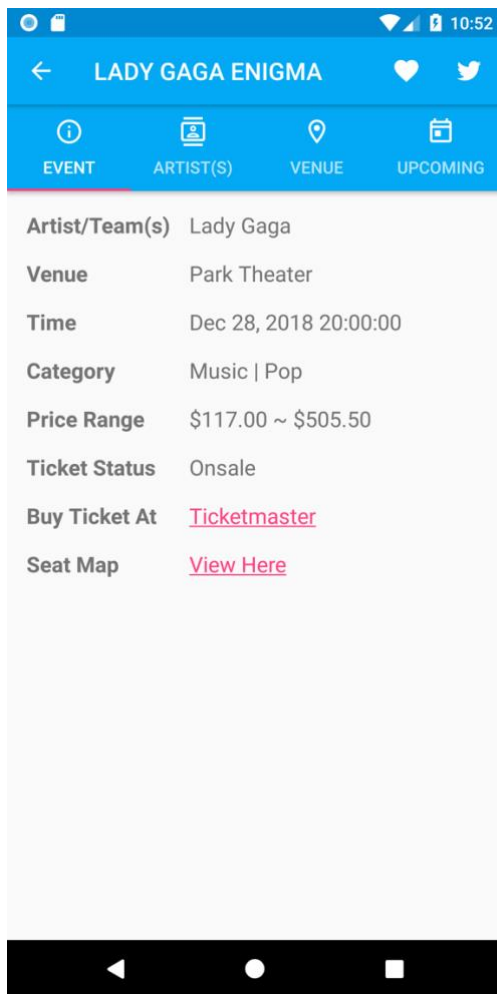 10:52
LADY GAGA ENIGMA
EVENT ARTIST(S) VENUE UPCOMING
Artist/Team(s) Lady Gaga
Venue Park Theater
Time Dec 28, 2018 20:00:00
Category Music | Pop
Price Range $117.00 ~ $505.50
Ticket Status Onsale
Buy Ticket At Ticketmaster
Seat Map View Here